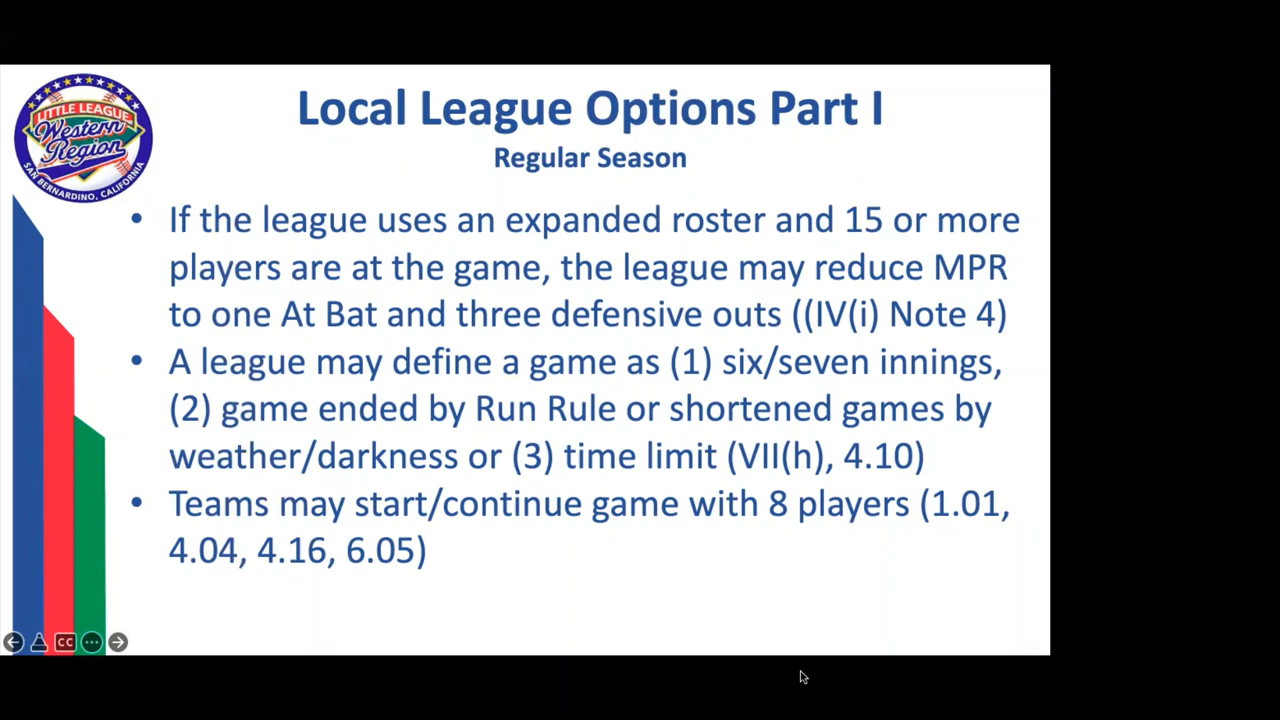 Local League Options Part I
Regular Season
LITTLE LEAGUE
Western
Region
SAN BERNARDINO, CALIFORNIA
• If the league uses an expanded roster and 15 or more
players are at the game, the league may reduce MPR
to one At Bat and three defensive outs ((IV(i) Note 4)
• A league may define a game as (1) six/seven innings,
(2) game ended by Run Rule or shortened games by
weather/darkness or (3) time limit (VII(h), 4.10)
• Teams may start/continue game with 8 players (1.01,
4.04, 4.16, 6.05)
CC